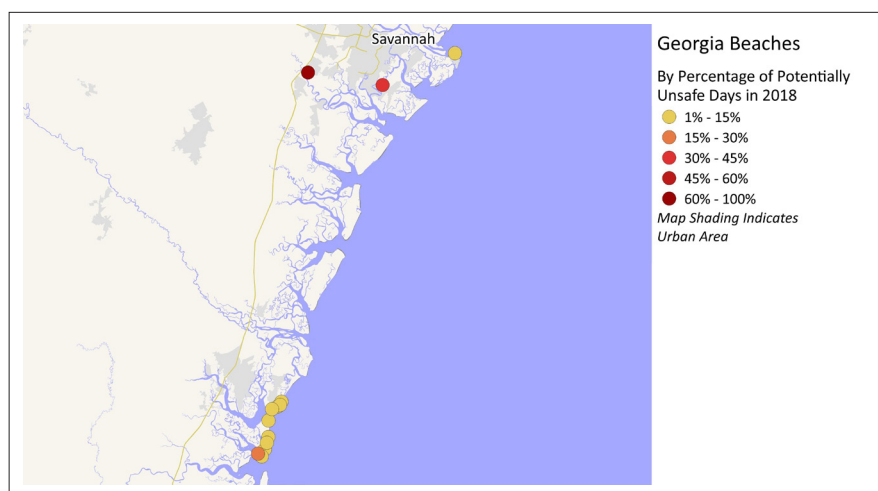 Savannah
Georgia Beaches
By Percentage of Potentially
Unsafe Days in 2018
1% - 15%
15% - 30%
30% - 45%
45% - 60%
60% - 100%
Map Shading Indicates
Urban Area